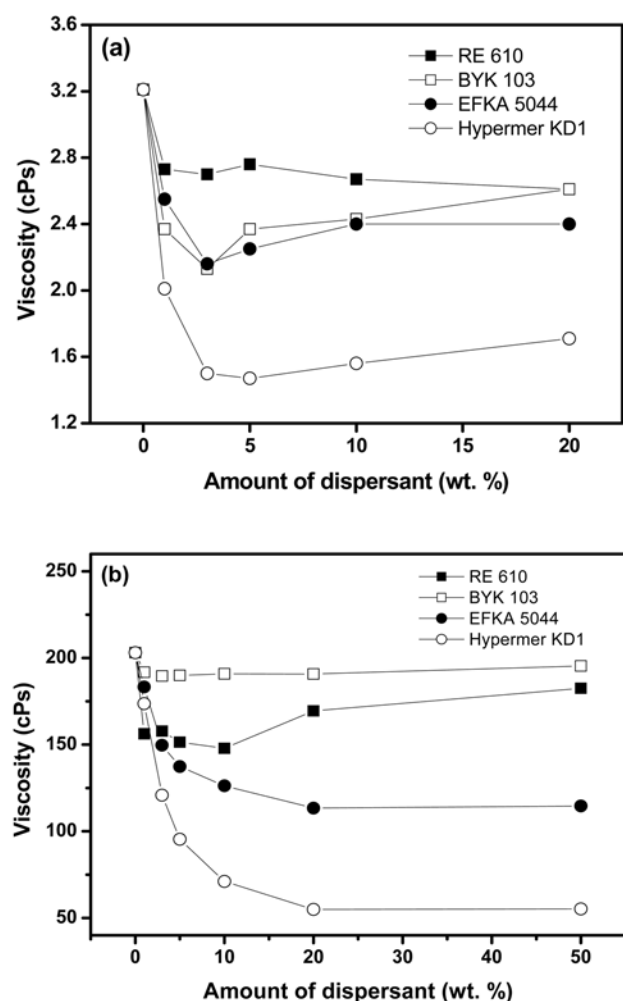 (a)
RE 610
BYK 103
EFKA 5044
Hypermer KD1
Viscosity (cPs)
3.6
3.2
2.8
2.4
2.0
1.6
1.2
0
5
10
15
20
Amount of dispersant (wt. %)
(b)
RE 610
BYK 103
EFKA 5044
Hypermer KD1
Viscosity (cPs)
250
200
150
100
50
0
10
20
30
40
50
Amount of dispersant (wt. %)